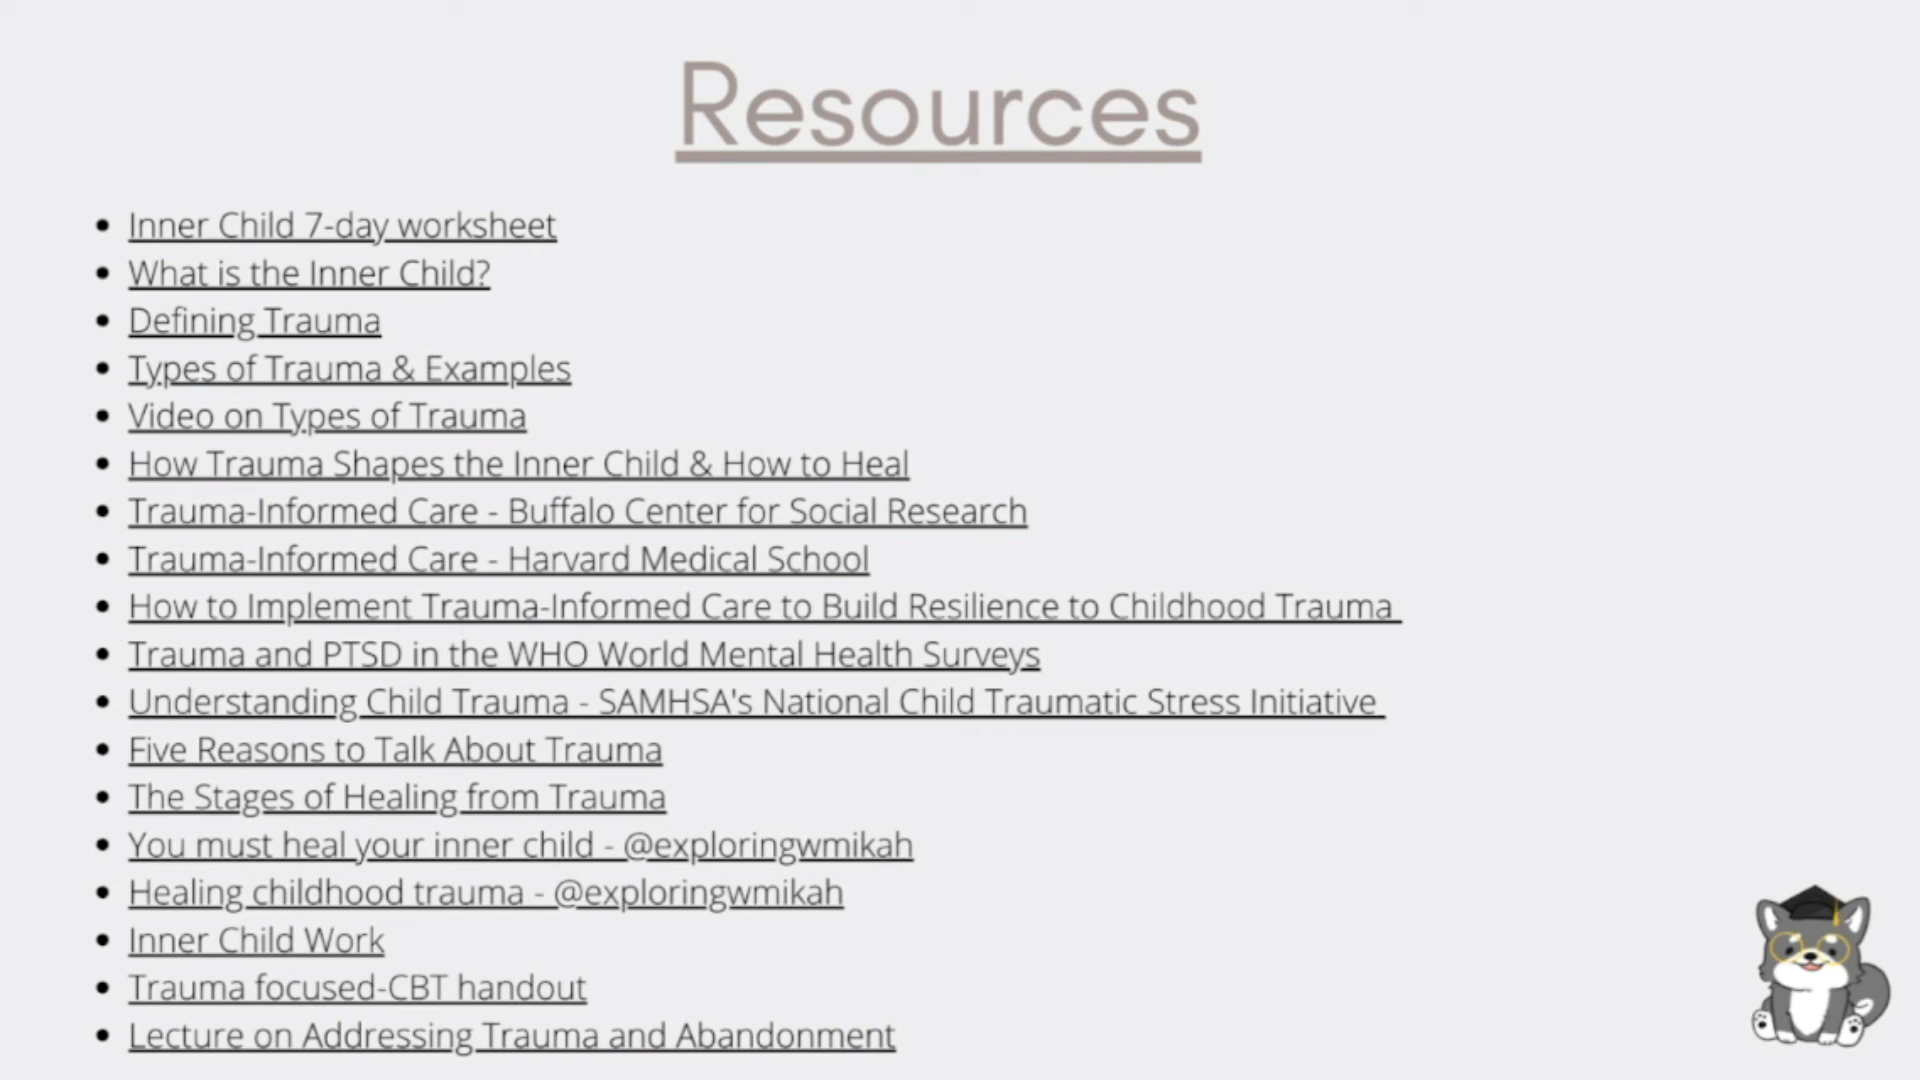 Resources
Inner Child 7-day worksheet
What is the Inner Child?
Defining Trauma
Types of Trauma & Examples
Video on Types of Trauma
How Trauma Shapes the Inner Child & How to Heal
Trauma-Informed Care - Buffalo Center for Social Research
Trauma-Informed Care - Harvard Medical School
How to Implement Trauma-Informed Care to Build Resilience to Childhood Trauma
Trauma and PTSD in the WHO World Mental Health Surveys
Understanding Child Trauma - SAMHSA's National Child Traumatic Stress Initiative
Five Reasons to Talk About Trauma
The Stages of Healing from Trauma
You must heal your inner child - @exploringwmikah
Healing childhood trauma - @exploringwmikah
Inner Child Work
Trauma focused-CBT handout
Lecture on Addressing Trauma and Abandonment